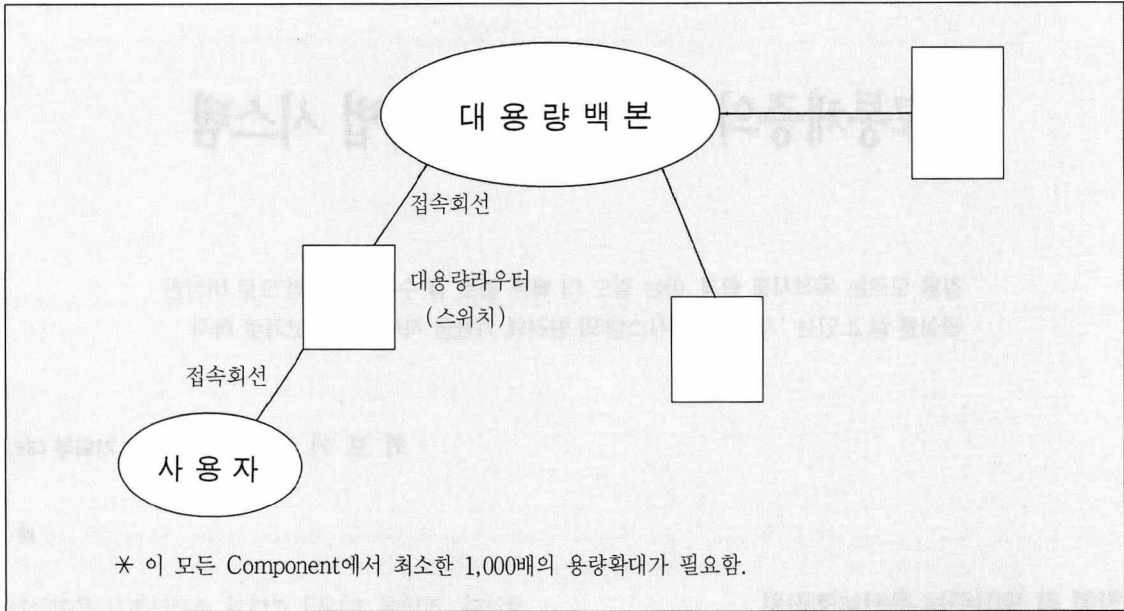 대용량백본
접속회선
대용량라우터
(스위치)
접속회선
사용자
* 이 모든 Component에서 최소한 1,000배의 용량확대가 필요함.